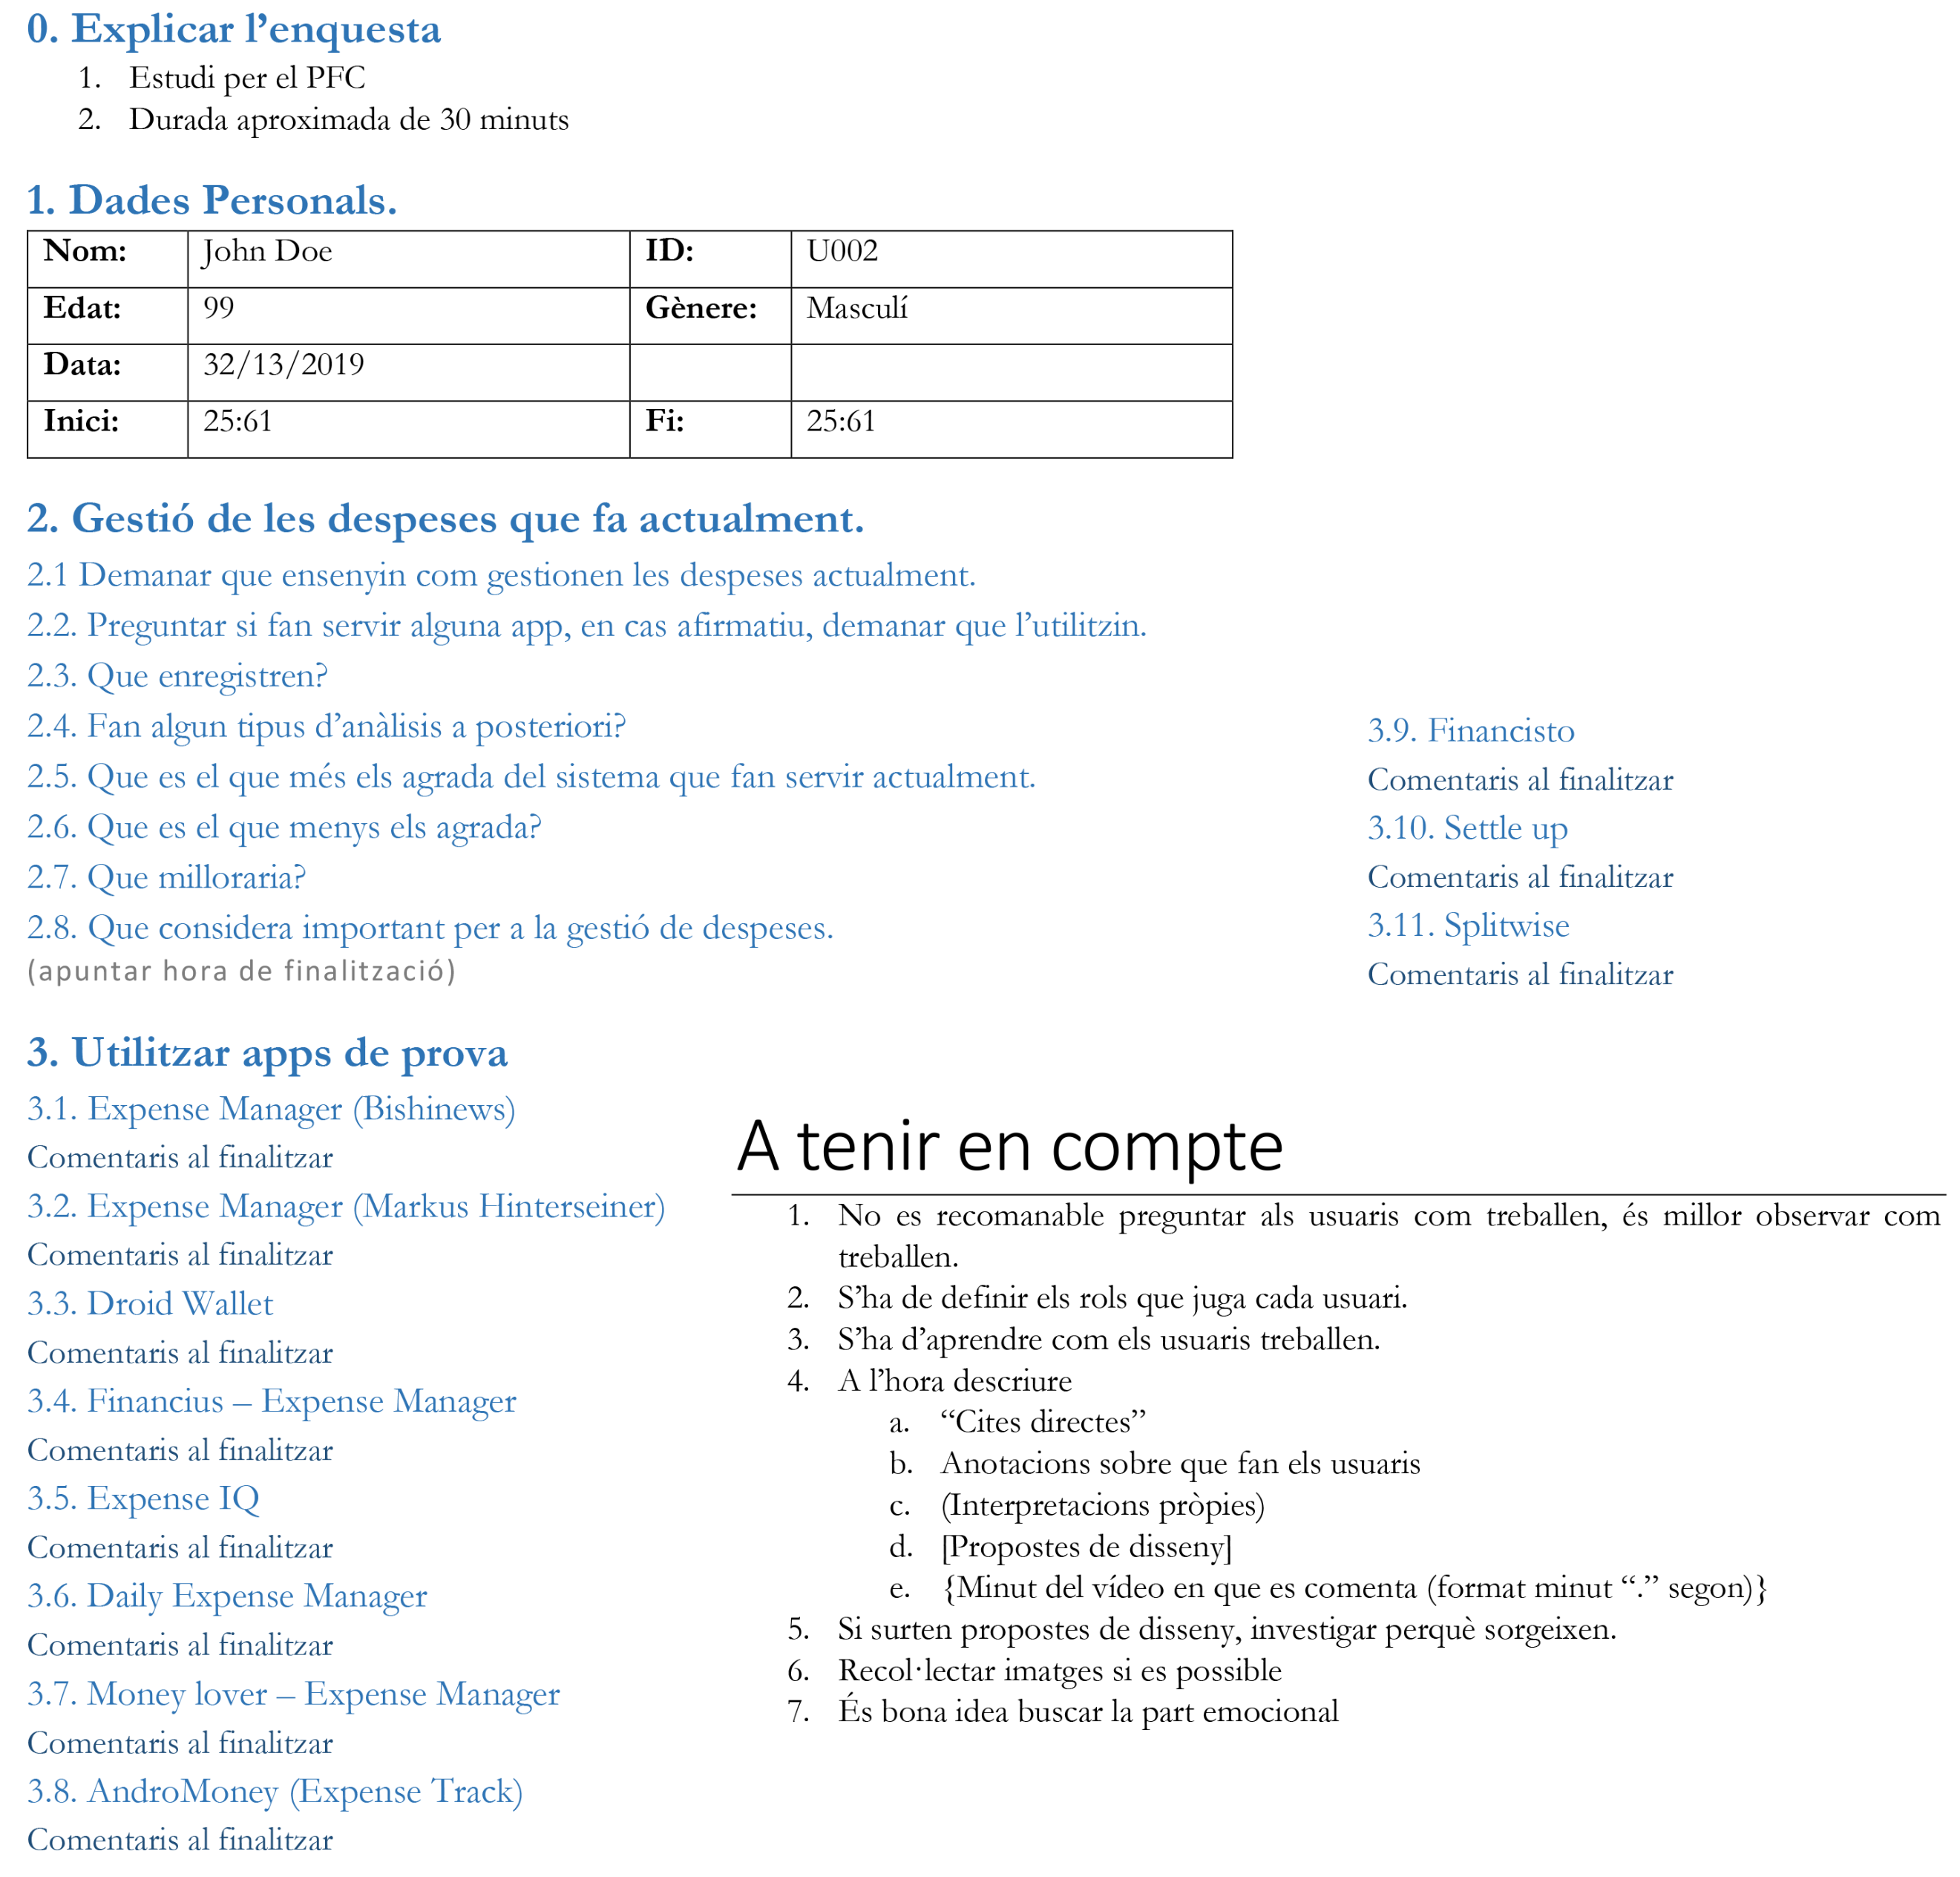 0. Explicar l’enquesta
1. Estudi per el PFC
2. Durada aproximada de 30 minuts
1. Dades Personals.
Nom: John Doe ID: U002
Edat: 99 Gènere: Masculí
Data: 32/13/2019
Inici: 25:61 Fi: 25:61
2. Gestió de les despeses que fa actualment.
2.1 Demanar que ensenyin com gestionen les despeses actualment.
2.2. Preguntar si fan servir alguna app, en cas afirmatiu, demanar que l’utilitzin.
2.3. Que enregistren?
2.4. Fan algun tipus d’anàlisis a posteriori?
2.5. Que es el que més els agrada del sistema que fan servir actualment.
2.6. Que es el que menys els agrada?
2.7. Que milloraria?
2.8. Que considera important per a la gestió de despeses.
(apuntar hora de finalització)
3. Utilitzar apps de prova
3.1. Expense Manager (Bishinews)
Comentaris al finalitzar
3.2. Expense Manager (Markus Hinterseiner)
Comentaris al finalitzar
3.3. Droid Wallet
Comentaris al finalitzar
3.4. Financius – Expense Manager
Comentaris al finalitzar
3.5. Expense IQ
Comentaris al finalitzar
3.6. Daily Expense Manager
Comentaris al finalitzar
3.7. Money lover – Expense Manager
Comentaris al finalitzar
3.8. AndroMoney (Expense Track)
Comentaris al finalitzar
3.9. Financisto
Comentaris al finalitzar
3.10. Settle up
Comentaris al finalitzar
3.11. Splitwise
Comentaris al finalitzar
A tenir en compte
1. No es recomanable preguntar als usuaris com treballen, és millor observar com
treballen.
2. S’ha de definir els rols que juga cada usuari.
3. S’ha d’aprendre com els usuaris treballen.
4. A l’hora descriure
a. “Cites directes”
b. Anotacions sobre que fan els usuaris
c. (Interpretacions pròpies)
d. [Propostes de disseny]
e. {Minut del vídeo en que es comenta (format minut “.” segon)}
5. Si surten propostes de disseny, investigar perquè sorgeixen.
6. Recol·lectar imatges si es possible
7. És bona idea buscar la part emocional